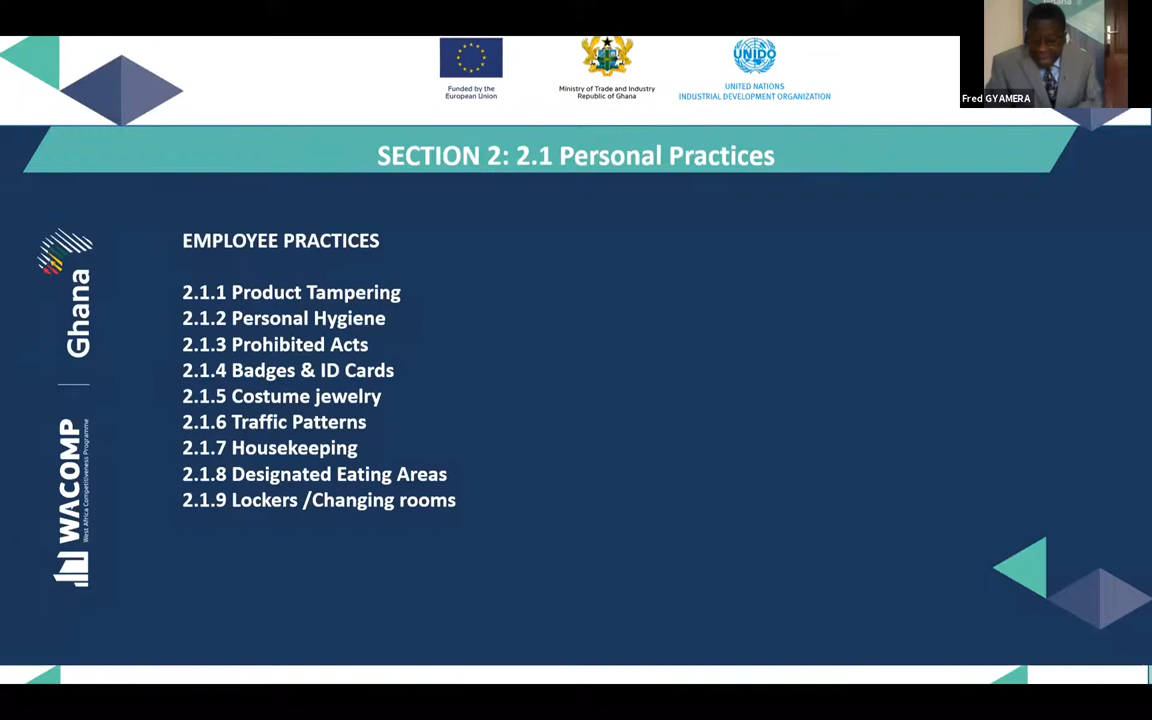 Funded by the
European Union
Ministry of Trade and Industry
Republic of Ghana
UNIDO
UNITED NATIONS
INDUSTRIAL DEVELOPMENT ORGANIZATION
Fred GYAMERA
SECTION 2: 2.1 Personal Practices
EMPLOYEE PRACTICES
2.1.1 Product Tampering
2.1.2 Personal Hygiene
2.1.3 Prohibited Acts
2.1.4 Badges & ID Cards
2.1.5 Costume jewelry
2.1.6 Traffic Patterns
2.1.7 Housekeeping
2.1.8 Designated Eating Areas
2.1.9 Lockers /Changing rooms
WACOMP
West Africa Competitiveness Programme
Ghana